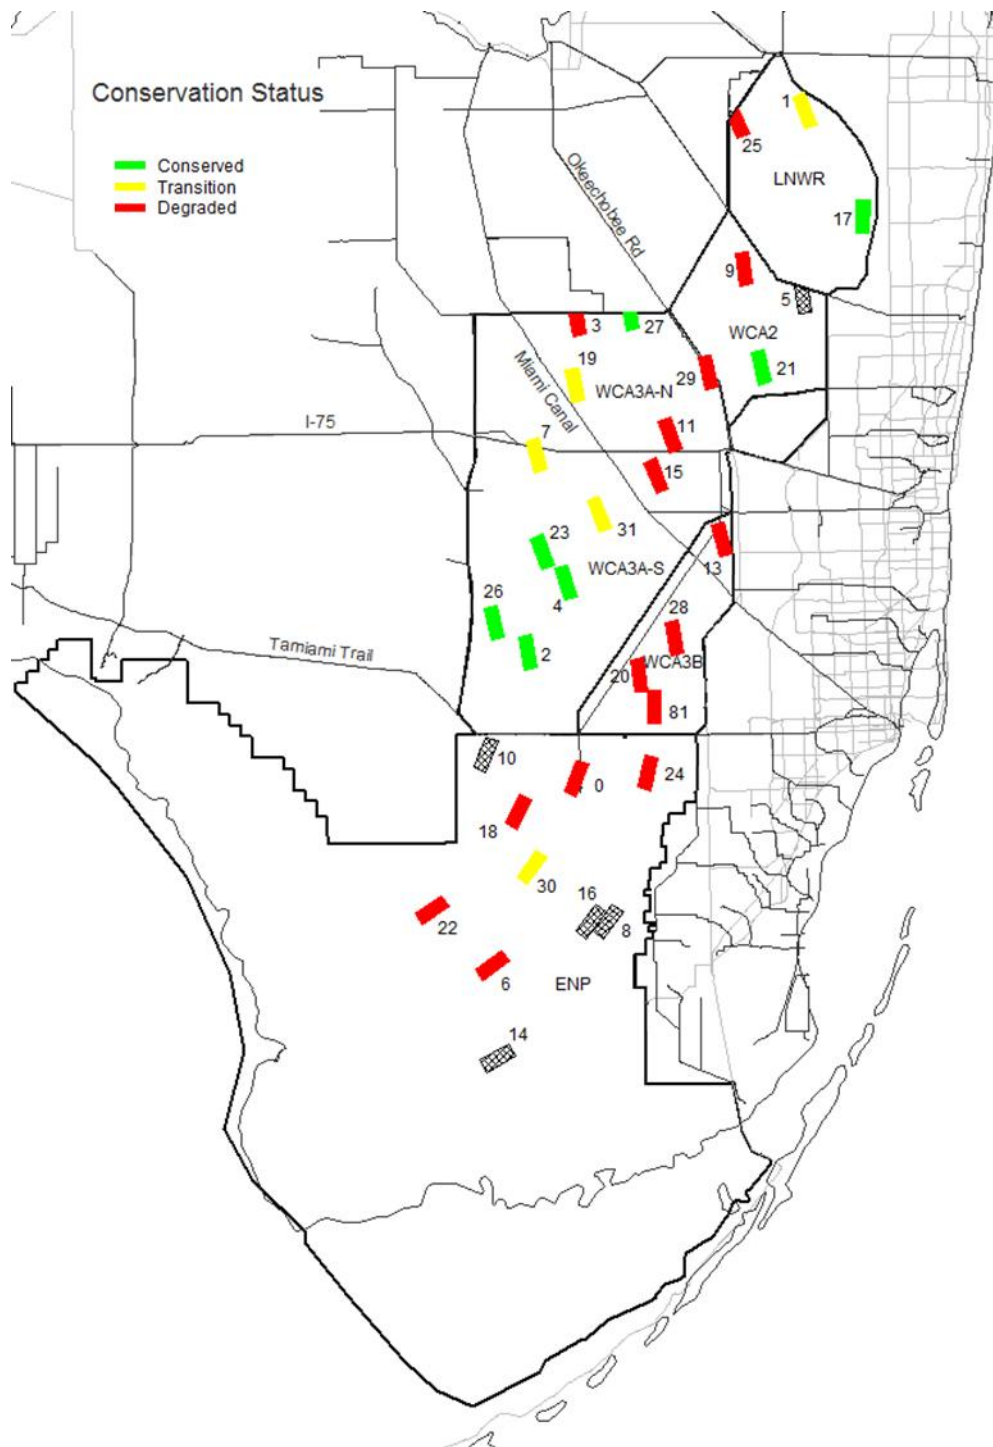 Conservation Status
Conserved
Transition
Degraded
1
25
LNWR
17
Okeechobee Rd
9
5
3
27
WCA2
19
Miami Canal
29
21
WCA3A-N
I-75
7
11
15
31
23
WCA3A-S
13
26
4
28
Tamiami Trail
2
WCA3B
20
81
10
0
24
18
30
16
22
8
6
ENP
14